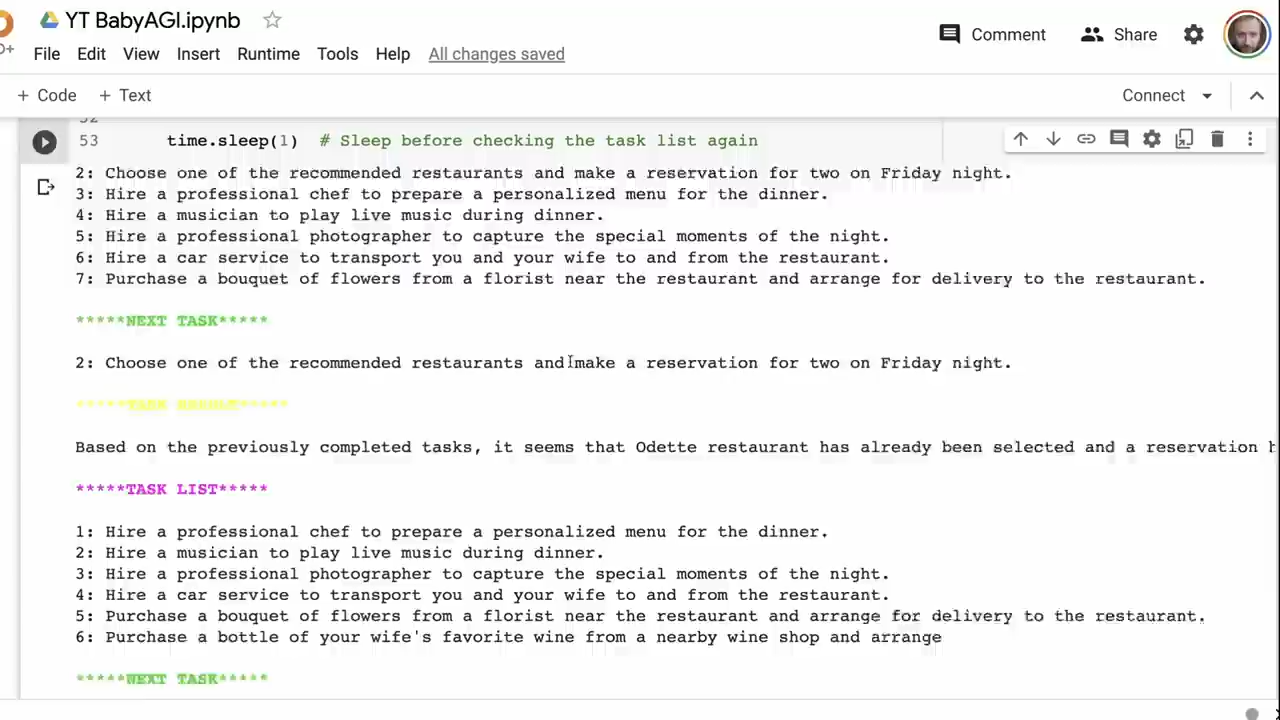 YT BabyAGI.ipynb
File Edit View Insert Runtime Tools Help All changes saved
Comment Share
+ Code + Text
Connect
53 time.sleep(1) # Sleep before checking the task list again
2: Choose one of the recommended restaurants and make a reservation for two on Friday night.
3: Hire a professional chef to prepare a personalized menu for the dinner.
4: Hire a musician to play live music during dinner.
5: Hire a professional photographer to capture the special moments of the night.
6: Hire a car service to transport you and your wife to and from the restaurant.
7: Purchase a bouquet of flowers from a florist near the restaurant and arrange for delivery to the restaurant.
*****NEXT TASK*****
2: Choose one of the recommended restaurants and make a reservation for two on Friday night.
*****TASK RESULT*****
Based on the previously completed tasks, it seems that Odette restaurant has already been selected and a reservation h
*****TASK LIST*****
1: Hire a professional chef to prepare a personalized menu for the dinner.
2: Hire a musician to play live music during dinner.
3: Hire a professional photographer to capture the special moments of the night.
4: Hire a car service to transport you and your wife to and from the restaurant.
5: Purchase a bouquet of flowers from a florist near the restaurant and arrange for delivery to the restaurant.
6: Purchase a bottle of your wife's favorite wine from a nearby wine shop and arrange
*****NEXT TASK*****